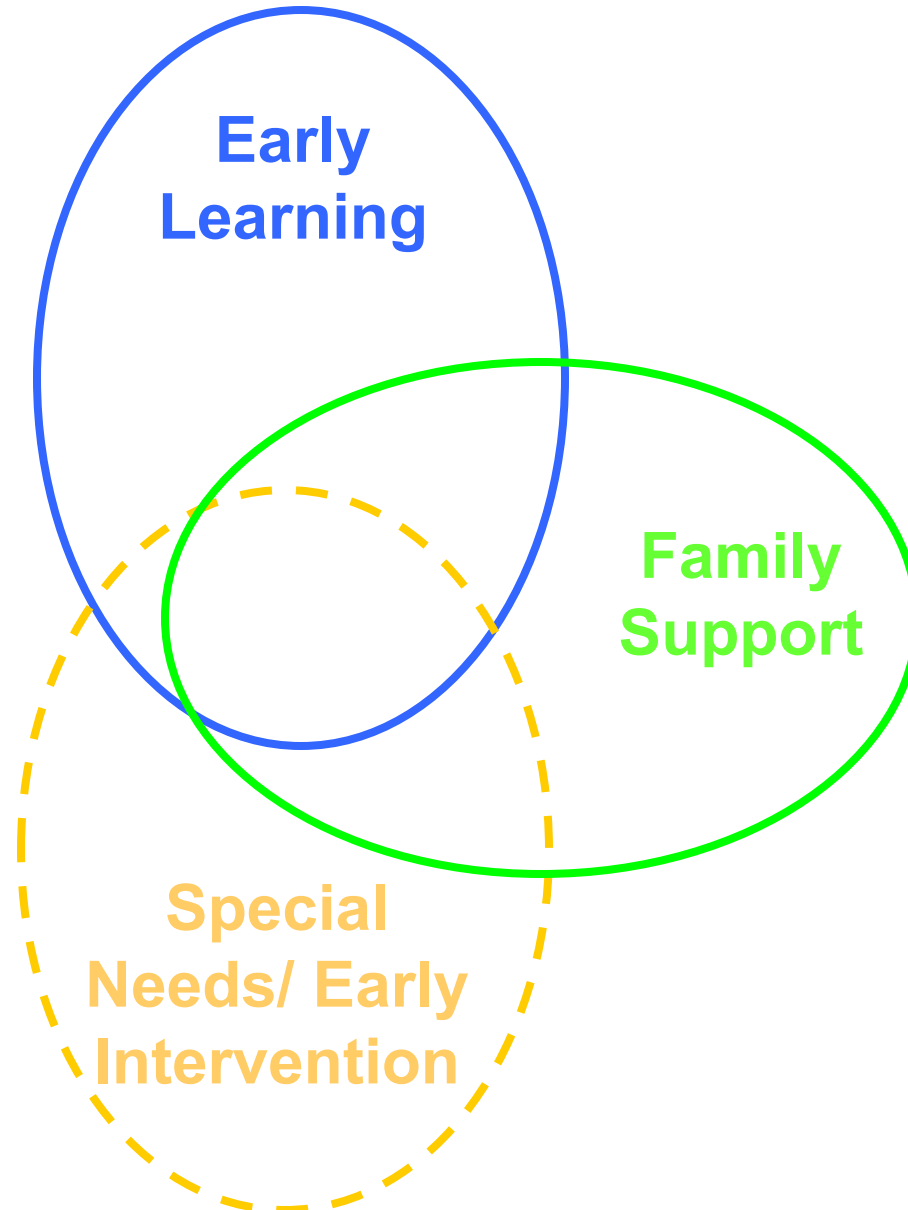 Early
Learning
Family
Support
Special
Needs/ Early
Intervention